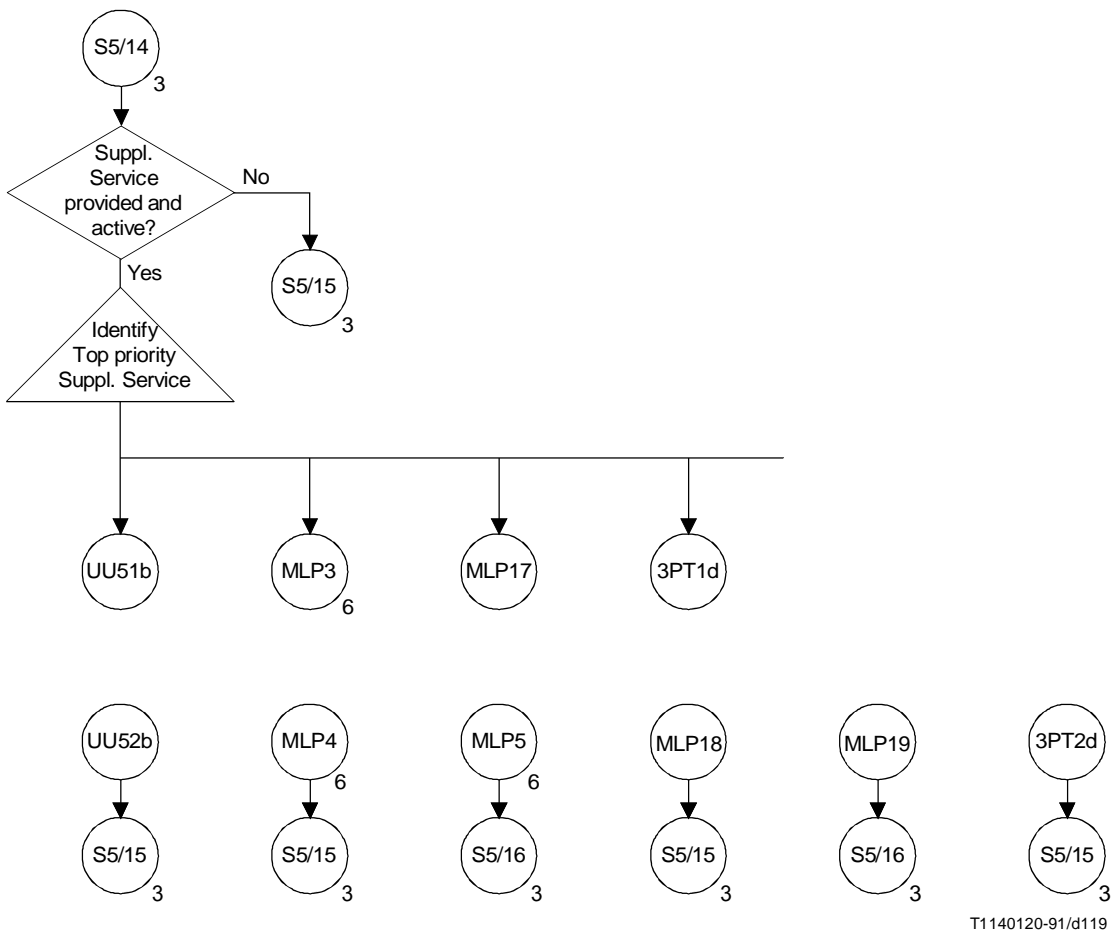 S5/14
3
Suppl.
Service
provided and
active?
No
Yes
S5/15
3
Identify
Top priority
Suppl. Service
UU51b
MLP3
6
MLP17
3PT1d
UU52b
MLP4
6
MLP5
6
MLP18
MLP19
3PT2d
S5/15
3
S5/15
3
S5/16
3
S5/15
3
S5/16
3
S5/15
3
T1140120-91/d119